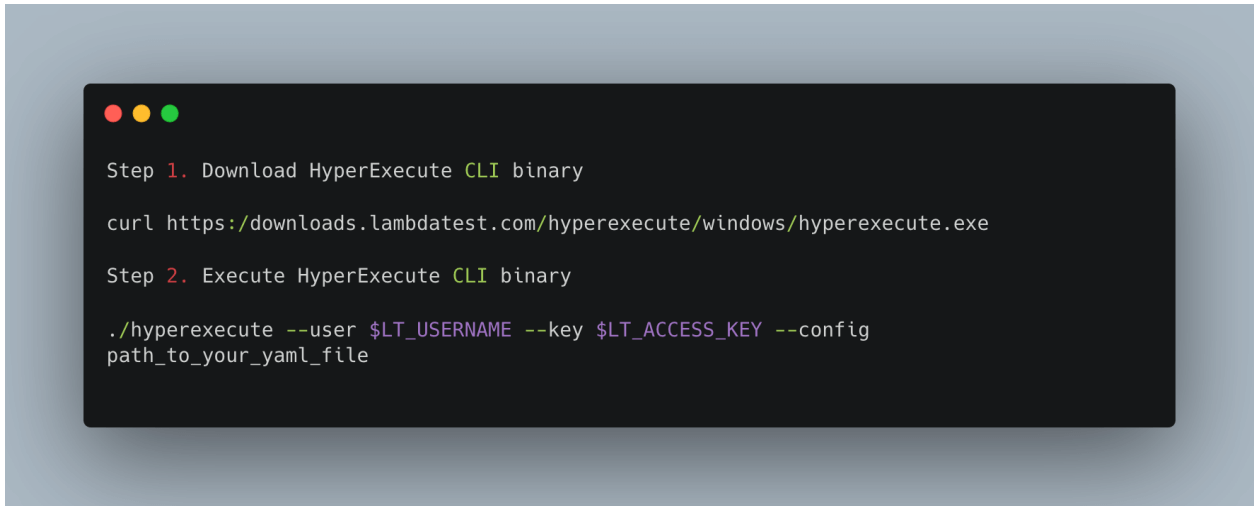 Step 1. Download HyperExecute CLI binary
curl https:/downloads.lambdatest.com/hyperexecute/windows/hyperexecute.exe
Step 2. Execute HyperExecute CLI binary
./hyperexecute --user $LT_USERNAME --key $LT_ACCESS_KEY --config
path_to_your_yaml_file